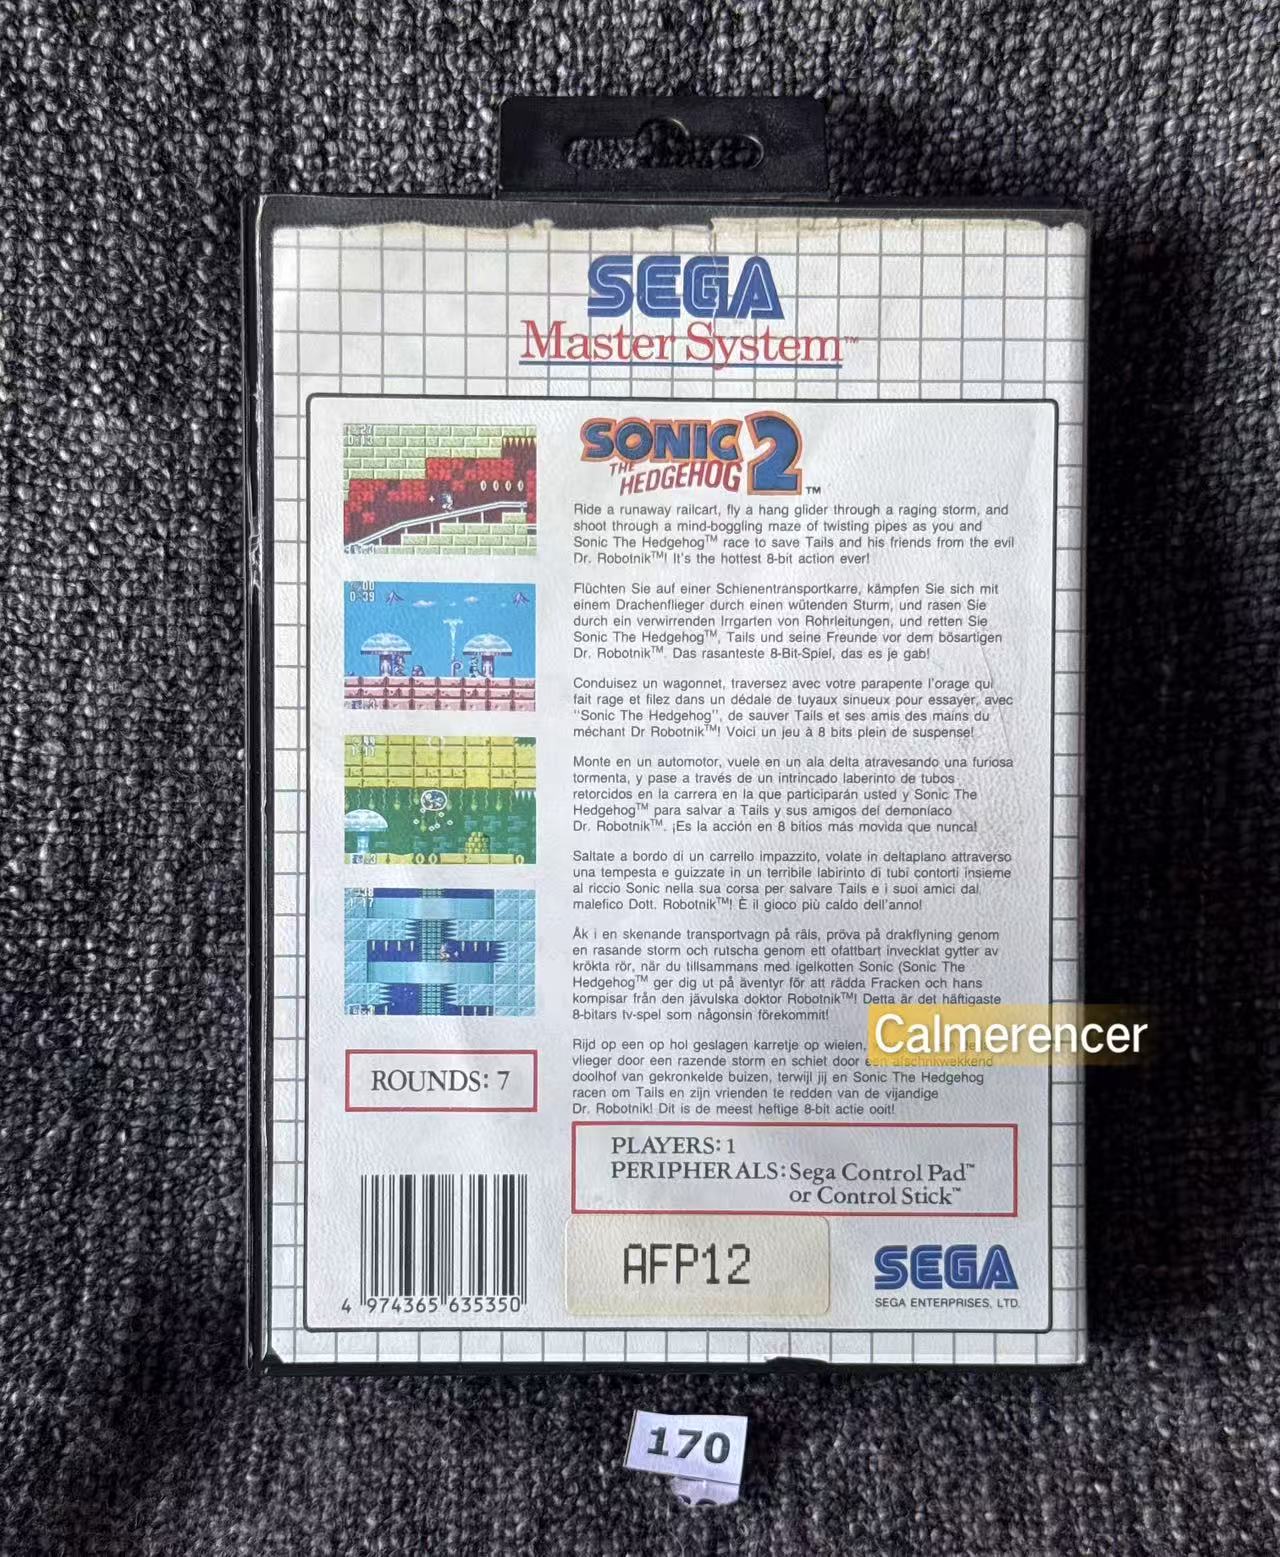 SEGA
Master System™
SONIC
THE
HEDGEHOG
2™
Ride a runaway railcart, fly a hang glider through a raging storm, and
shoot through a mind-boggling maze of twisting pipes as you and
Sonic The Hedgehog™ race to save Tails and his friends from the evil
Dr. Robotnik™! It's the hottest 8-bit action ever!
Flüchten Sie auf einer Schienentransportkarre, kämpfen Sie sich mit
einem Drachenflieger durch einen wütenden Sturm, und rasen Sie
durch ein verwirrenden Irrgarten von Rohrleitungen, und retten Sie
Sonic The Hedgehog™, Tails und seine Freunde vor dem bösartigen
Dr. Robotnik™. Das rasanteste 8-Bit-Spiel, das es je gab!
Conduisez un wagonnet, traversez avec votre parapente l'orage qui
fait rage et filez dans un dédale de tuyaux sinueux pour essayer, avec
"Sonic The Hedgehog", de sauver Tails et ses amis des mains du
méchant Dr Robotnik™! Voici un jeu à 8 bits plein de suspense!
Monte en un automotor, vuele en un ala delta atravesando una furiosa
tormenta, y pase a través de un intrincado laberinto de tubos
retorcidos en la carrera en la que participarán usted y Sonic The
Hedgehog™ para salvar a Tails y sus amigos del demoníaco
Dr. Robotnik™. ¡Es la acción en 8 bitios más movida que nunca!
Saltate a bordo di un carrello impazzito, volate in deltaplano attraverso
una tempesta e guizzate in un terribile labirinto di tubi contorti insieme
al riccio Sonic nella sua corsa per salvare Tails e i suoi amici dal
malefico Dott. Robotnik™! È il gioco più caldo dell'anno!
Åk i en skenande transportvagn på räls, pröva på drakflyning genom
en rasande storm och rutscha genom ett ofattbart invecklat gytter av
krökta rör, när du tillsammans med igelkotten Sonic (Sonic The
Hedgehog™ ger dig ut på äventyr för att rädda Fracken och hans
kompisar från den jävulska doktor Robotnik™! Detta är det häftigaste
8-bitars tv-spel som någonsin förekommit!
Calmerencer
Rijd op een op hol geslagen karretje op wielen,
vlieger door een razende storm en schiet door een afschrikwekkend
doolhof van gekronkelde buizen, terwijl jij en Sonic The Hedgehog
racen om Tails en zijn vrienden te redden van de vijandige
Dr. Robotnik! Dit is de meest heftige 8-bit actie ooit!
ROUNDS: 7
PLAYERS: 1
PERIPHERALS: Sega Control Pad™
or Control Stick™
4 974365 635350
AFP12
SEGA
SEGA ENTERPRISES, LTD.
170